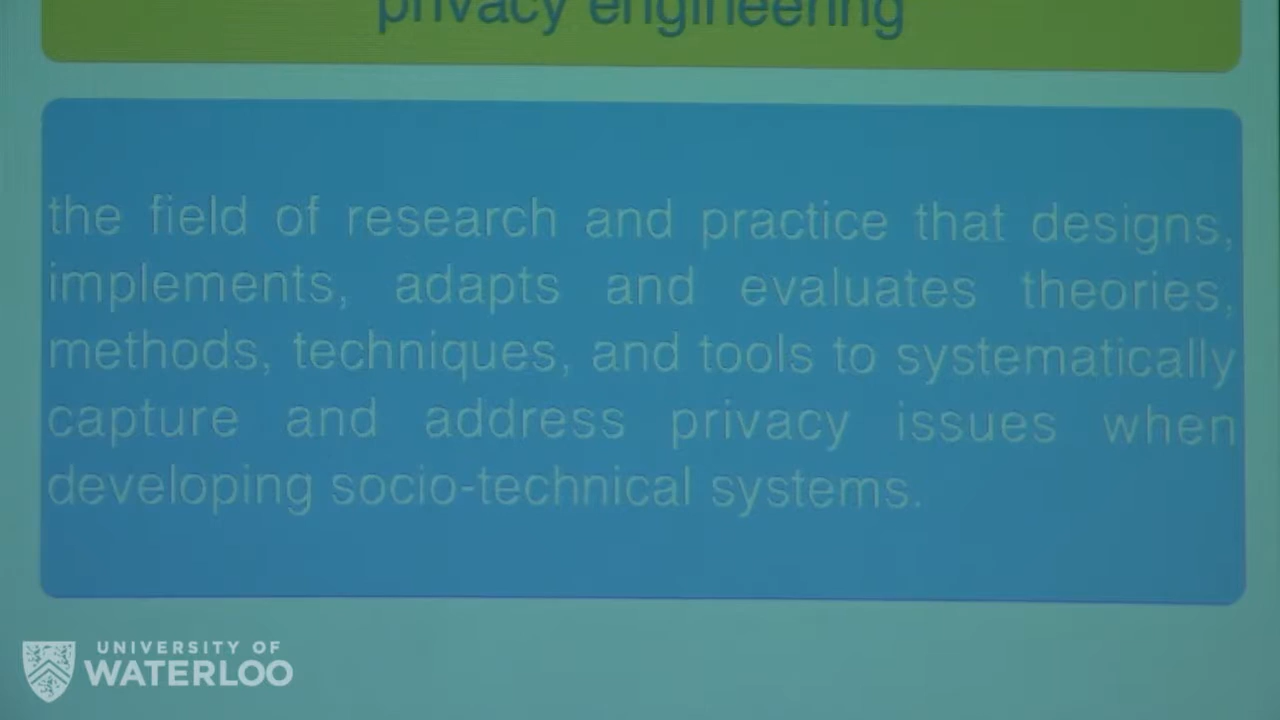 privacy engineering
the field of research and practice that designs,
implements, adapts and evaluates theories,
methods, techniques, and tools to systematically
capture and address privacy issues when
developing socio-technical systems.
UNIVERSITY OF
WATERLOO